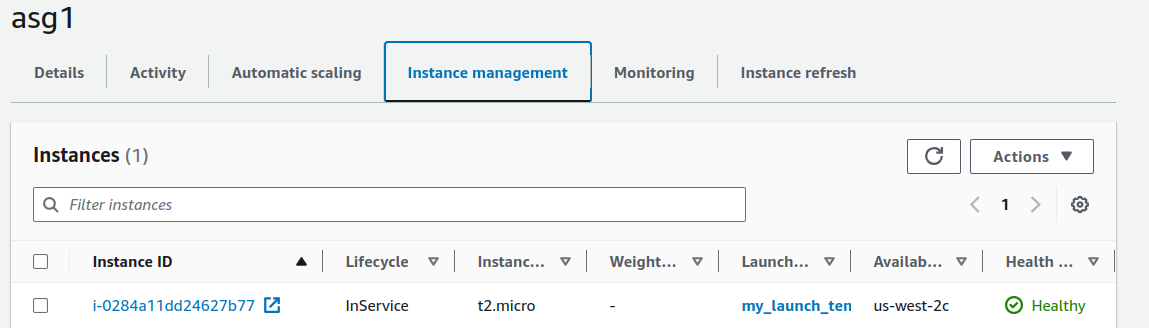 asg1
Details Activity Automatic scaling Instance management Monitoring Instance refresh
Instances (1)
Actions
Filter instances
1
Instance ID Lifecycle Instanc... Weight... Launch... Availab... Health ...
i-0284a11dd24627b77 InService t2.micro - my_launch_ten us-west-2c Healthy